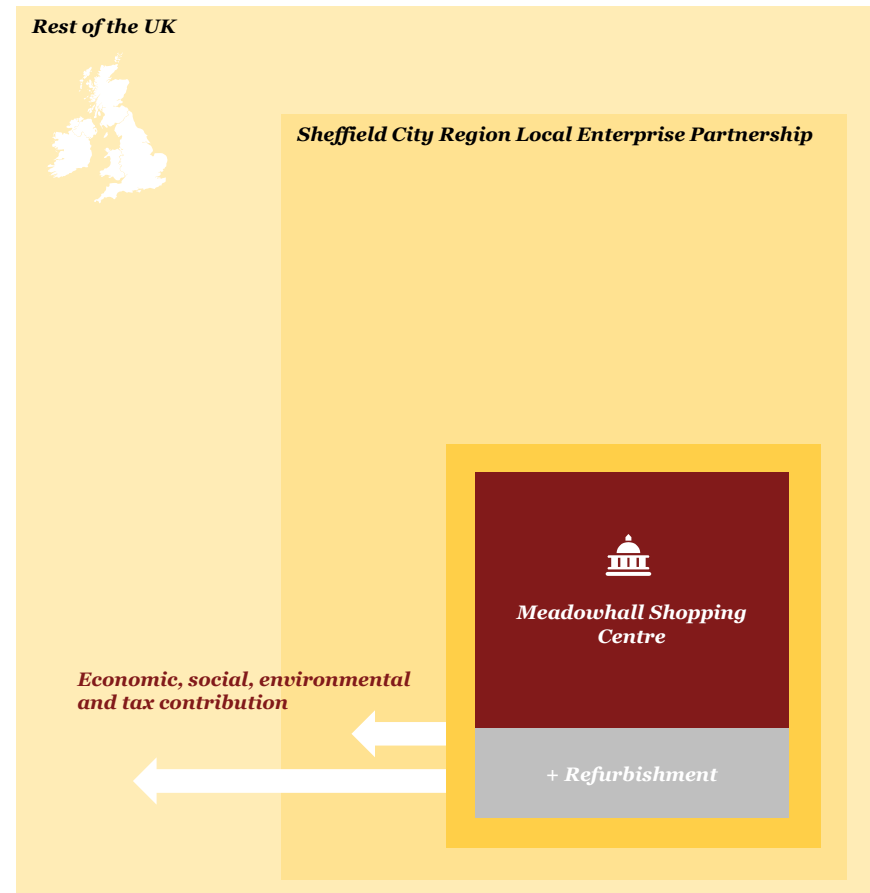 Rest of the UK
Sheffield City Region Local Enterprise Partnership
Meadowhall Shopping
Centre
Economic, social, environmental
and tax contribution
+ Refurbishment